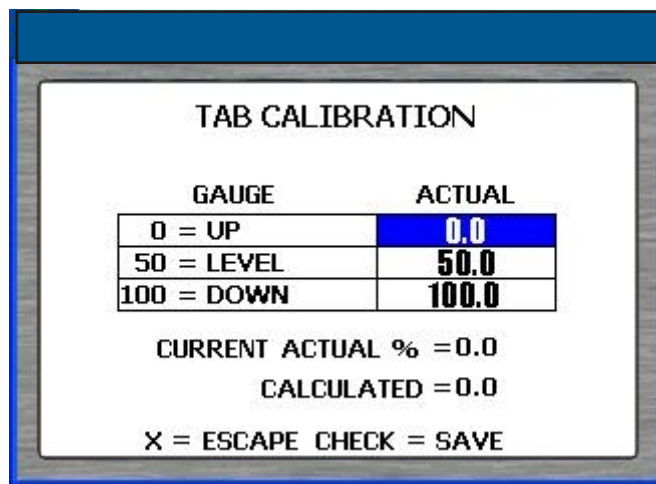 TAB CALIBRATION
GAUGE ACTUAL
0 = UP 0.0
50 = LEVEL 50.0
100 = DOWN 100.0
CURRENT ACTUAL % =0.0
CALCULATED =0.0
X = ESCAPE CHECK = SAVE